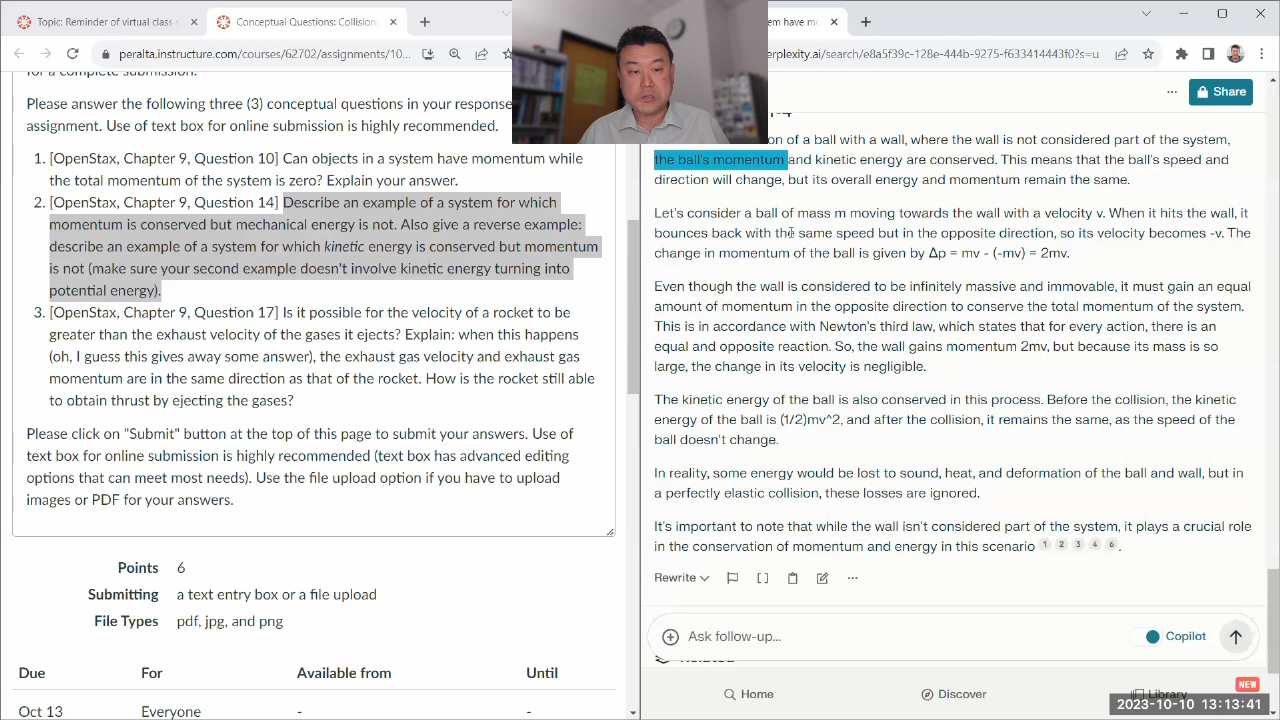 Topic: Reminder of virtual class s
Conceptual Questions: Collision
em have mo
peralta.instructure.com/courses/62702/assignments/10...
erplexity.ai/search/e8a5f39c-128e-444b-9275-f633414443f0?s=u
for a complete submission.
Please answer the following three (3) conceptual questions in your response
assignment. Use of text box for online submission is highly recommended.
1. [OpenStax, Chapter 9, Question 10] Can objects in a system have momentum while
the total momentum of the system is zero? Explain your answer.
2. [OpenStax, Chapter 9, Question 14] Describe an example of a system for which
momentum is conserved but mechanical energy is not. Also give a reverse example:
describe an example of a system for which kinetic energy is conserved but momentum
is not (make sure your second example doesn't involve kinetic energy turning into
potential energy).
3. [OpenStax, Chapter 9, Question 17] Is it possible for the velocity of a rocket to be
greater than the exhaust velocity of the gases it ejects? Explain: when this happens
(oh, I guess this gives away some answer), the exhaust gas velocity and exhaust gas
momentum are in the same direction as that of the rocket. How is the rocket still able
to obtain thrust by ejecting the gases?
Please click on "Submit" button at the top of this page to submit your answers. Use of
text box for online submission is highly recommended (text box has advanced editing
options that can meet most needs). Use the file upload option if you have to upload
images or PDF for your answers.
Points 6
Submitting a text entry box or a file upload
File Types pdf, jpg, and png
Due For Available from Until
Oct 13 Everyone - -
Share
on of a ball with a wall, where the wall is not considered part of the system,
the ball's momentum and kinetic energy are conserved. This means that the ball's speed and
direction will change, but its overall energy and momentum remain the same.
Let's consider a ball of mass m moving towards the wall with a velocity v. When it hits the wall, it
bounces back with the same speed but in the opposite direction, so its velocity becomes -v. The
change in momentum of the ball is given by Δp = mv - (-mv) = 2mv.
Even though the wall is considered to be infinitely massive and immovable, it must gain an equal
amount of momentum in the opposite direction to conserve the total momentum of the system.
This is in accordance with Newton's third law, which states that for every action, there is an
equal and opposite reaction. So, the wall gains momentum 2mv, but because its mass is so
large, the change in its velocity is negligible.
The kinetic energy of the ball is also conserved in this process. Before the collision, the kinetic
energy of the ball is (1/2)mv^2, and after the collision, it remains the same, as the speed of the
ball doesn't change.
In reality, some energy would be lost to sound, heat, and deformation of the ball and wall, but in
a perfectly elastic collision, these losses are ignored.
It's important to note that while the wall isn't considered part of the system, it plays a crucial role
in the conservation of momentum and energy in this scenario 1 2 3 4 6 .
Rewrite
Ask follow-up...
Copilot
Related
Home
Discover
Library
NEW
2023-10-10 13:13:41